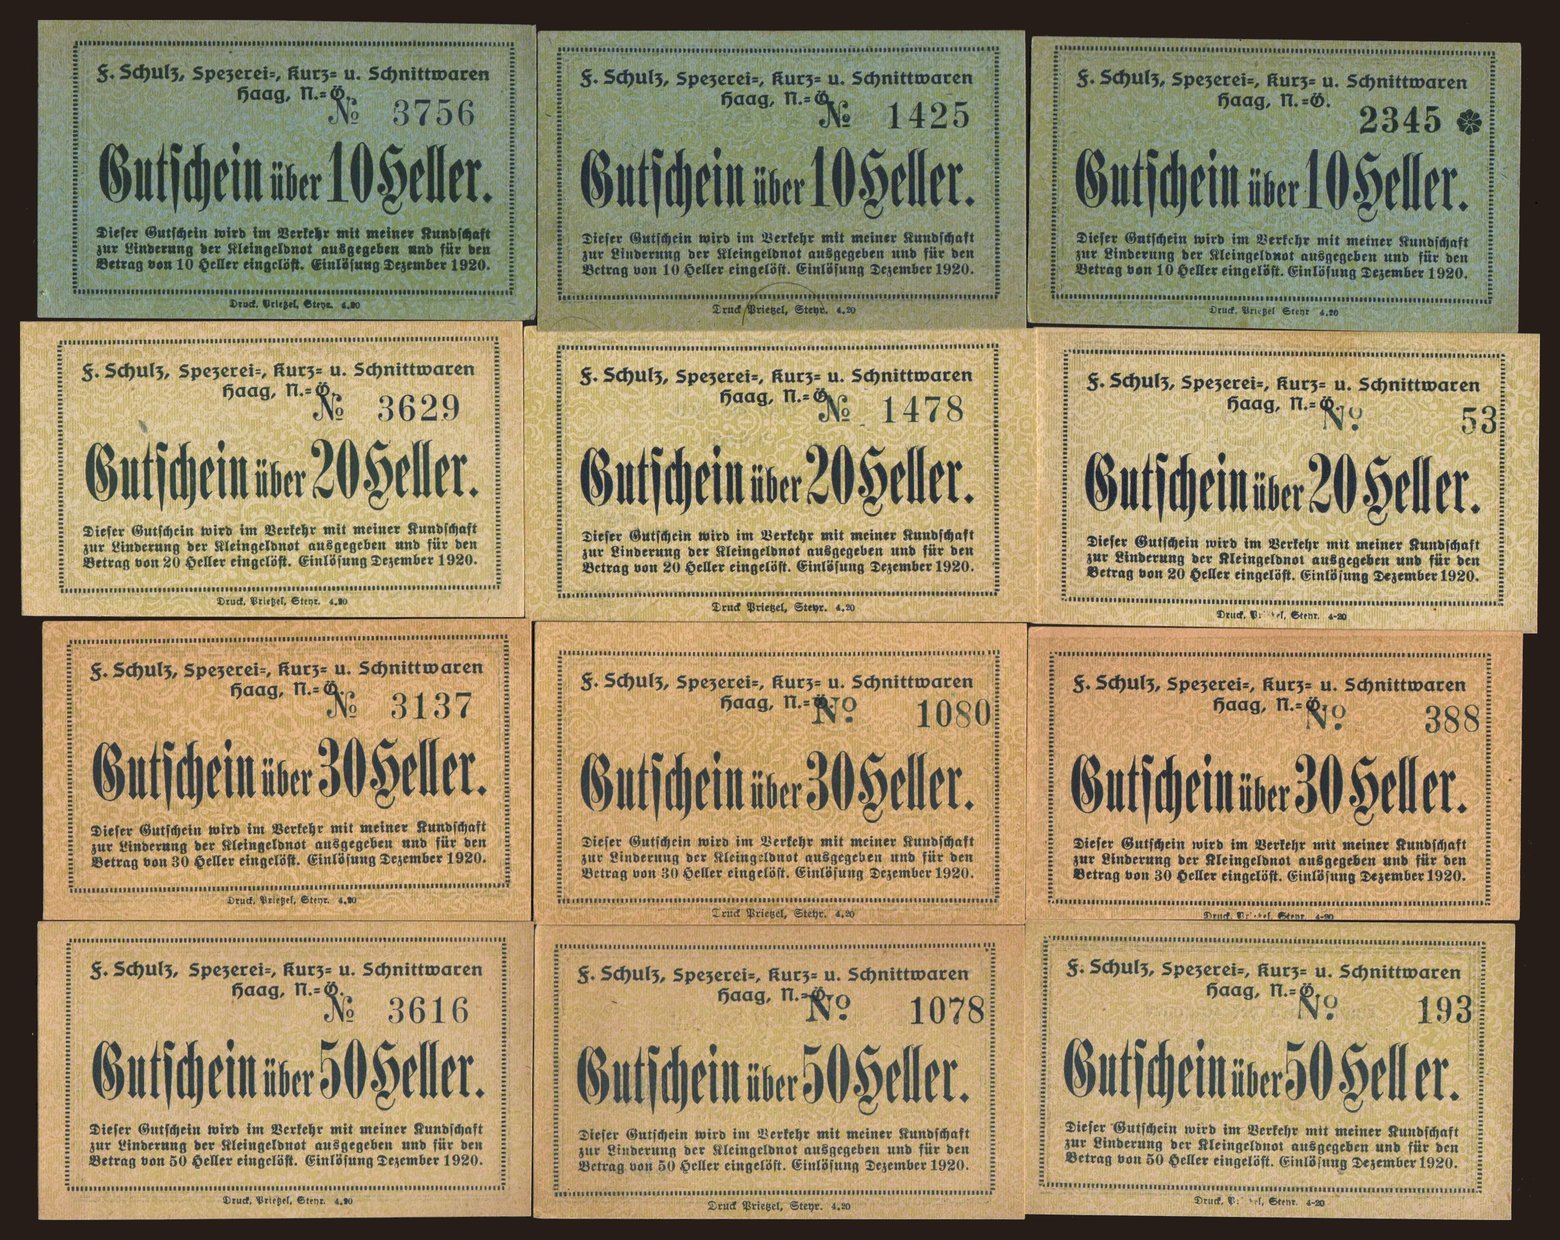 F. Schulz, Spezerei=, Kurz= u. Schnittwaren
Haag, N.=Ö.
№ 3756
Gutschein über 10 Heller.
Dieser Gutschein wird im Verkehr mit meiner Kundschaft
zur Linderung der Kleingeldnot ausgegeben und für den
Betrag von 10 Heller eingelöst. Einlösung Dezember 1920.
Druck. Prietzel, Steyr. 4.20
F. Schulz, Spezerei=, Kurz= u. Schnittwaren
Haag, N.=Ö.
№ 1425
Gutschein über 10 Heller.
Dieser Gutschein wird im Verkehr mit meiner Kundschaft
zur Linderung der Kleingeldnot ausgegeben und für den
Betrag von 10 Heller eingelöst. Einlösung Dezember 1920.
Druck Prietzel, Steyr. 4.20
F. Schulz, Spezerei=, Kurz= u. Schnittwaren
Haag, N.=Ö.
2345
Gutschein über 10 Heller.
Dieser Gutschein wird im Verkehr mit meiner Kundschaft
zur Linderung der Kleingeldnot ausgegeben und für den
Betrag von 10 Heller eingelöst. Einlösung Dezember 1920.
Druck. Prietzel Steyr 4.20
F. Schulz, Spezerei=, Kurz= u. Schnittwaren
Haag, N.=Ö.
№ 3629
Gutschein über 20 Heller.
Dieser Gutschein wird im Verkehr mit meiner Kundschaft
zur Linderung der Kleingeldnot ausgegeben und für den
Betrag von 20 Heller eingelöst. Einlösung Dezember 1920.
Druck. Prietzel, Steyr. 4.20
F. Schulz, Spezerei=, Kurz= u. Schnittwaren
Haag, N.=Ö.
№ 1478
Gutschein über 20 Heller.
Dieser Gutschein wird im Verkehr mit meiner Kundschaft
zur Linderung der Kleingeldnot ausgegeben und für den
Betrag von 20 Heller eingelöst. Einlösung Dezember 1920.
Druck Prietzel, Steyr. 4.20
F. Schulz, Spezerei=, Kurz= u. Schnittwaren
Haag, N.=Ö.
№ 53
Gutschein über 20 Heller.
Dieser Gutschein wird im Verkehr mit meiner Kundschaft
zur Linderung der Kleingeldnot ausgegeben und für den
Betrag von 20 Heller eingelöst. Einlösung Dezember 1920.
Druck. Steyr. 4-20
F. Schulz, Spezerei=, Kurz= u. Schnittwaren
Haag, N.=Ö.
№ 3137
Gutschein über 30 Heller.
Dieser Gutschein wird im Verkehr mit meiner Kundschaft
zur Linderung der Kleingeldnot ausgegeben und für den
Betrag von 30 Heller eingelöst. Einlösung Dezember 1920.
Druck. Prietzel, Steyr. 4.20
F. Schulz, Spezerei=, Kurz= u. Schnittwaren
Haag, N.=Ö.
№ 1080
Gutschein über 30 Heller.
Dieser Gutschein wird im Verkehr mit meiner Kundschaft
zur Linderung der Kleingeldnot ausgegeben und für den
Betrag von 30 Heller eingelöst. Einlösung Dezember 1920.
Druck Prietzel, Steyr. 4.20
F. Schulz, Spezerei=, Kurz= u. Schnittwaren
Haag, N.=Ö.
№ 388
Gutschein über 30 Heller.
Dieser Gutschein wird im Verkehr mit meiner Kundschaft
zur Linderung der Kleingeldnot ausgegeben und für den
Betrag von 30 Heller eingelöst. Einlösung Dezember 1920.
Druck. Steyr. 4-20
F. Schulz, Spezerei=, Kurz= u. Schnittwaren
Haag, N.=Ö.
№ 3616
Gutschein über 50 Heller.
Dieser Gutschein wird im Verkehr mit meiner Kundschaft
zur Linderung der Kleingeldnot ausgegeben und für den
Betrag von 50 Heller eingelöst. Einlösung Dezember 1920.
Druck. Prietzel, Steyr. 4.20
F. Schulz, Spezerei=, Kurz= u. Schnittwaren
Haag, N.=Ö.
№ 1078
Gutschein über 50 Heller.
Dieser Gutschein wird im Verkehr mit meiner Kundschaft
zur Linderung der Kleingeldnot ausgegeben und für den
Betrag von 50 Heller eingelöst. Einlösung Dezember 1920.
Druck Prietzel, Steyr. 4.20
F. Schulz, Spezerei=, Kurz= u. Schnittwaren
Haag, N.=Ö.
№ 193
Gutschein über 50 Heller.
Dieser Gutschein wird im Verkehr mit meiner Kundschaft
zur Linderung der Kleingeldnot ausgegeben und für den
Betrag von 50 Heller eingelöst. Einlösung Dezember 1920.
Druck. Steyr. 4-20